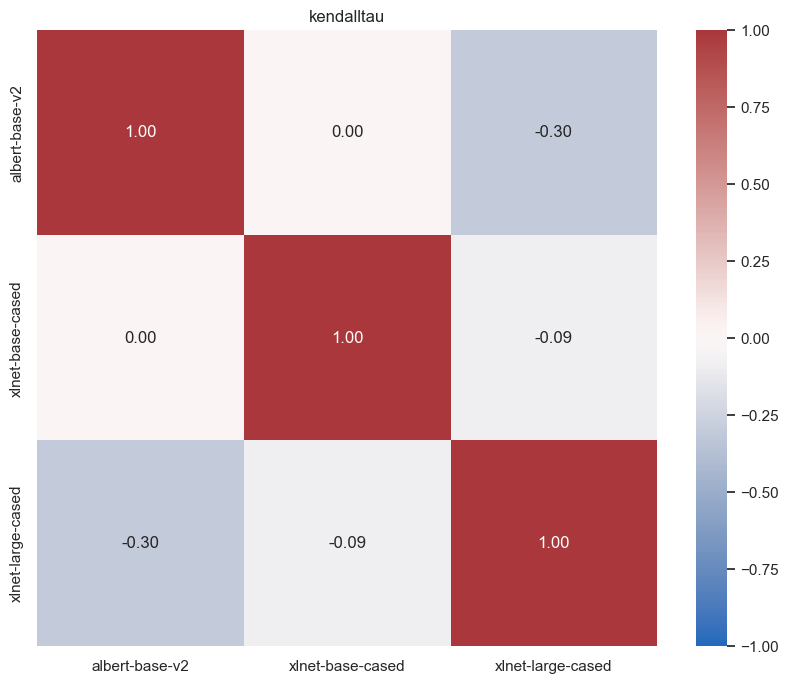 kendalltau
albert-base-v2
1.00
0.00
-0.30
xlnet-base-cased
0.00
1.00
-0.09
xlnet-large-cased
-0.30
-0.09
1.00
albert-base-v2
xlnet-base-cased
xlnet-large-cased
1.00
0.75
0.50
0.25
0.00
−0.25
−0.50
−0.75
−1.00